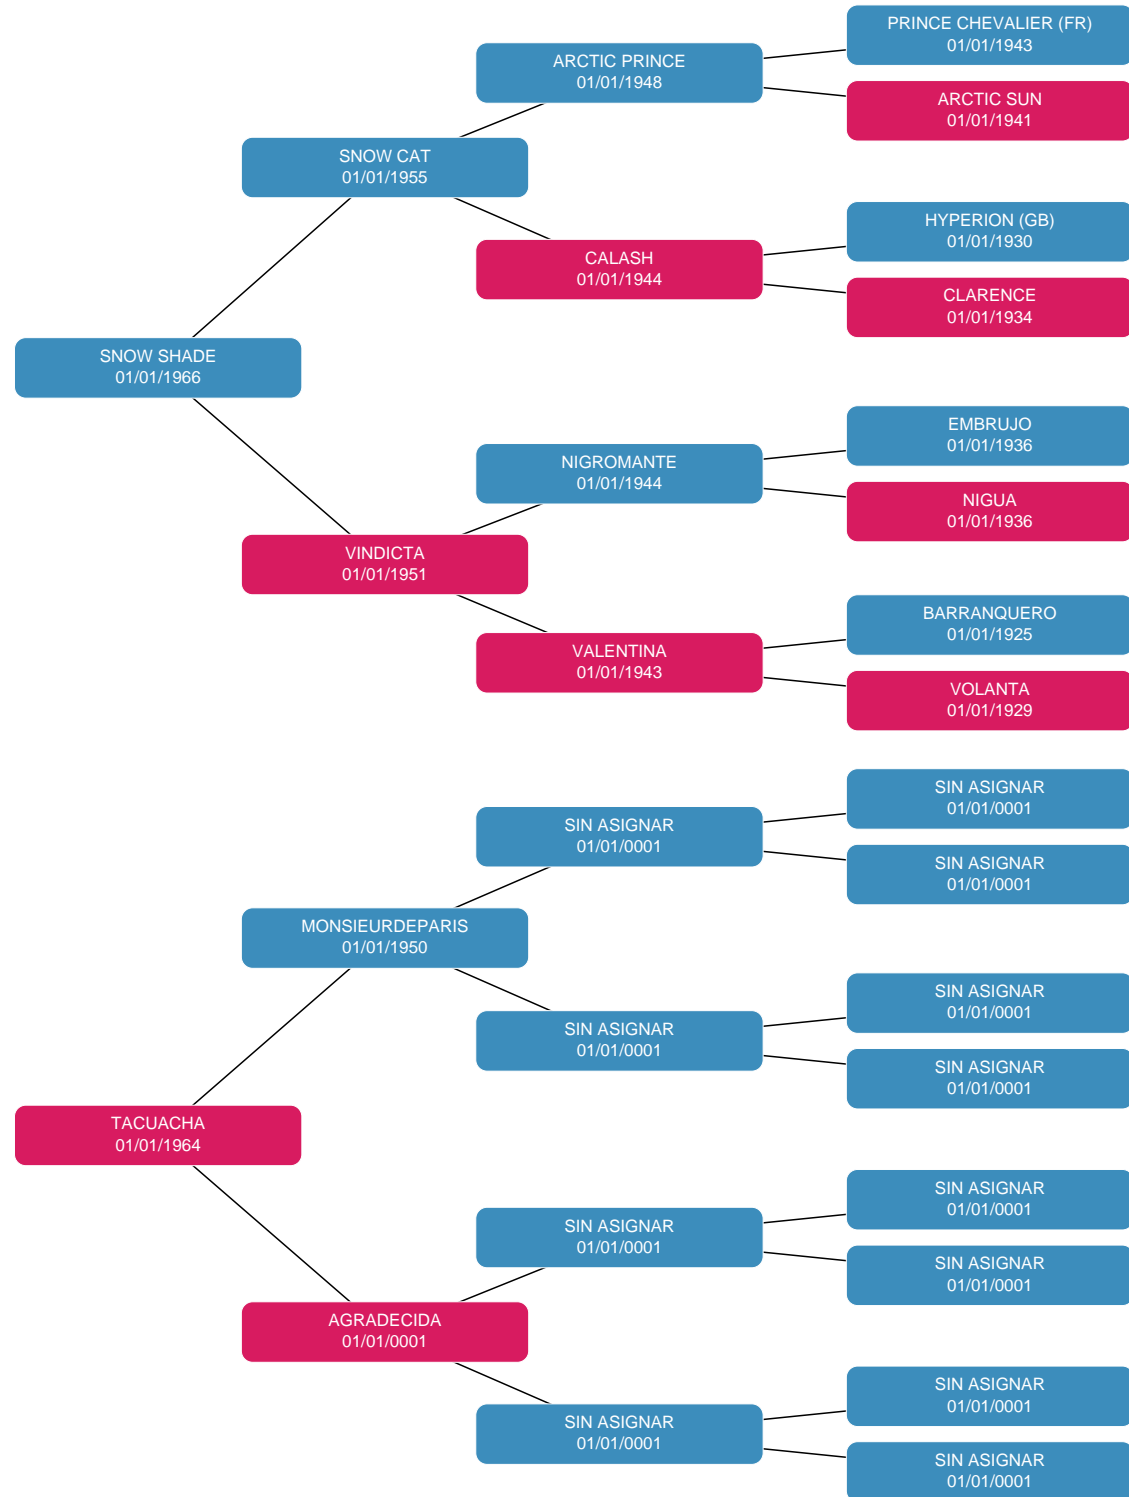 PRINCE CHEVALIER (FR)
01/01/1943
ARCTIC PRINCE
01/01/1948
ARCTIC SUN
01/01/1941
SNOW CAT
01/01/1955
HYPERION (GB)
01/01/1930
CALASH
01/01/1944
CLARENCE
01/01/1934
SNOW SHADE
01/01/1966
EMBRUJO
01/01/1936
NIGROMANTE
01/01/1944
NIGUA
01/01/1936
VINDICTA
01/01/1951
BARRANQUERO
01/01/1925
VALENTINA
01/01/1943
VOLANTA
01/01/1929
SIN ASIGNAR
01/01/0001
SIN ASIGNAR
01/01/0001
SIN ASIGNAR
01/01/0001
MONSIEURDEPARIS
01/01/1950
SIN ASIGNAR
01/01/0001
SIN ASIGNAR
01/01/0001
SIN ASIGNAR
01/01/0001
TACUACHA
01/01/1964
SIN ASIGNAR
01/01/0001
SIN ASIGNAR
01/01/0001
SIN ASIGNAR
01/01/0001
AGRADECIDA
01/01/0001
SIN ASIGNAR
01/01/0001
SIN ASIGNAR
01/01/0001
SIN ASIGNAR
01/01/0001